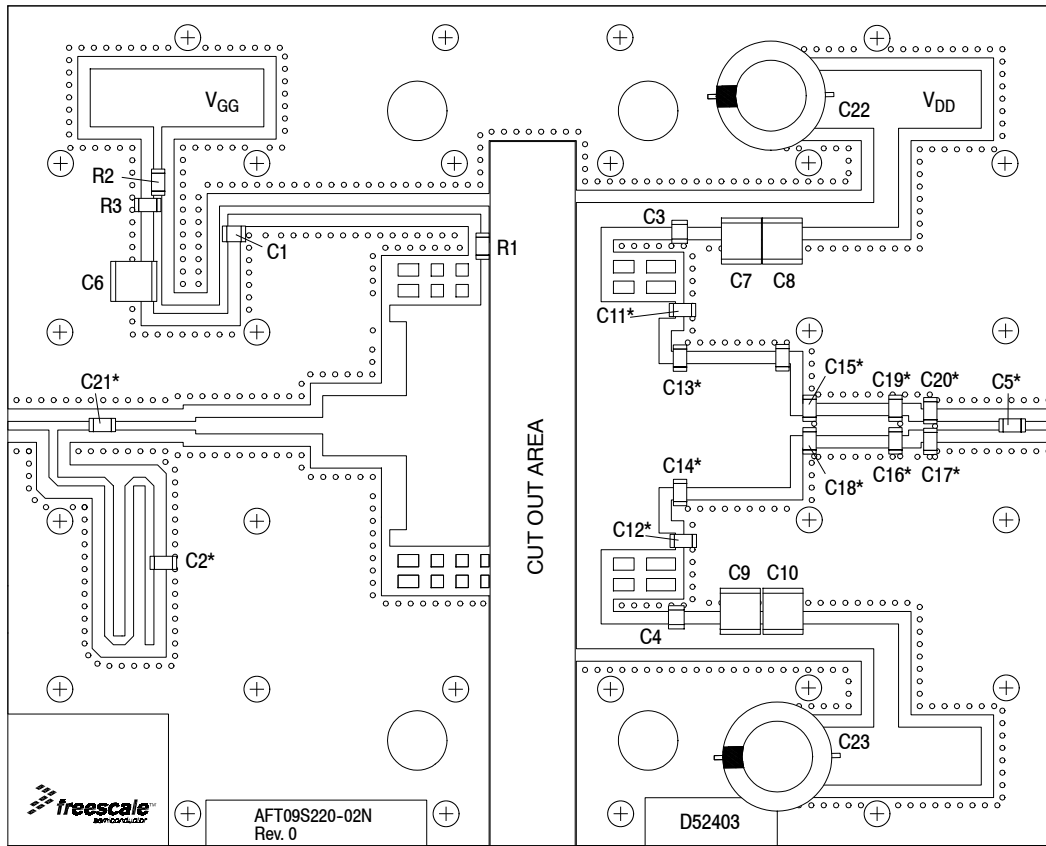 VGG
C22
VDD
R2
R3
C3
C1
R1
C6
C7
C8
C11*
C21*
C13*
C15*
C19*
C20*
C5*
CUT OUT AREA
C14*
C18*
C16*
C17*
C12*
C2*
C9
C10
C4
C23
freescale™
semiconductor
AFT09S220-02N
Rev. 0
D52403